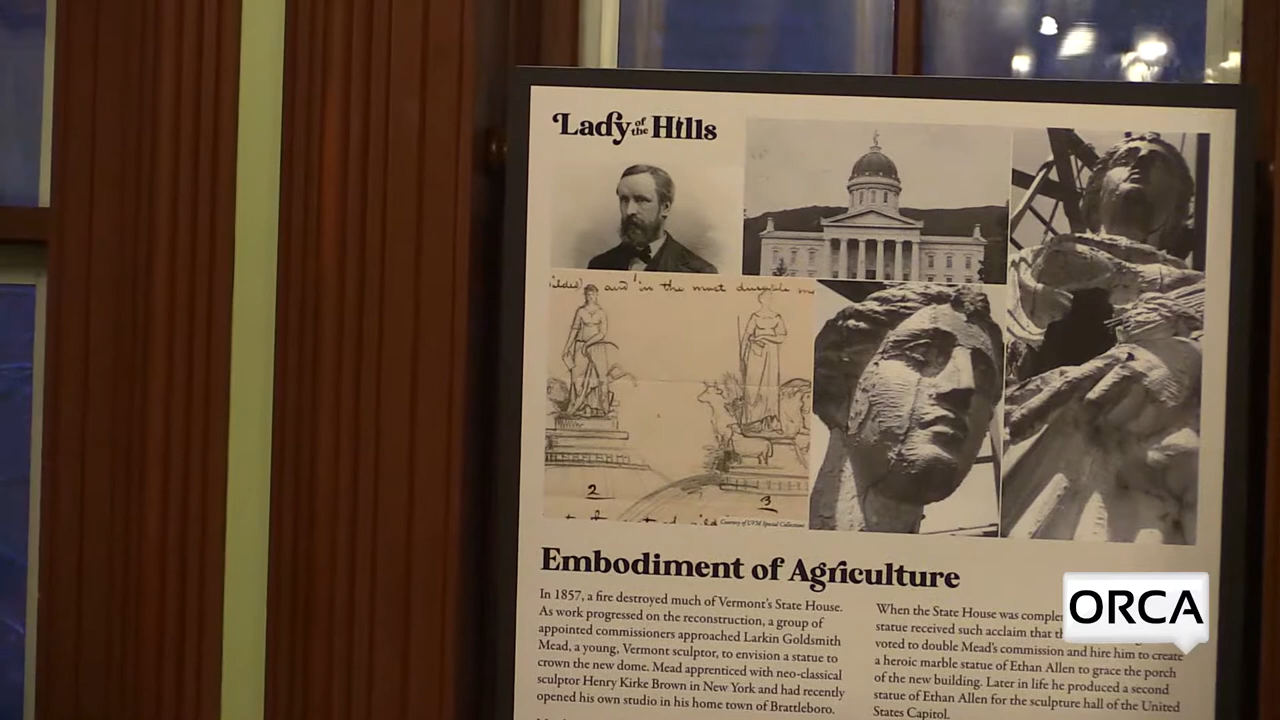 Lady of the Hills
ildes) and in the most durable m
2
3
Courtesy of UVM Special Collections
Embodiment of Agriculture
In 1857, a fire destroyed much of Vermont's State House.
As work progressed on the reconstruction, a group of
appointed commissioners approached Larkin Goldsmith
Mead, a young, Vermont sculptor, to envision a statue to
crown the new dome. Mead apprenticed with neo-classical
sculptor Henry Kirke Brown in New York and had recently
opened his own studio in his home town of Brattleboro.
When the State House was comple
statue received such acclaim that th
voted to double Mead's commission and hire him to create
a heroic marble statue of Ethan Allen to grace the porch
of the new building. Later in life he produced a second
statue of Ethan Allen for the sculpture hall of the United
States Capitol.
ORCA